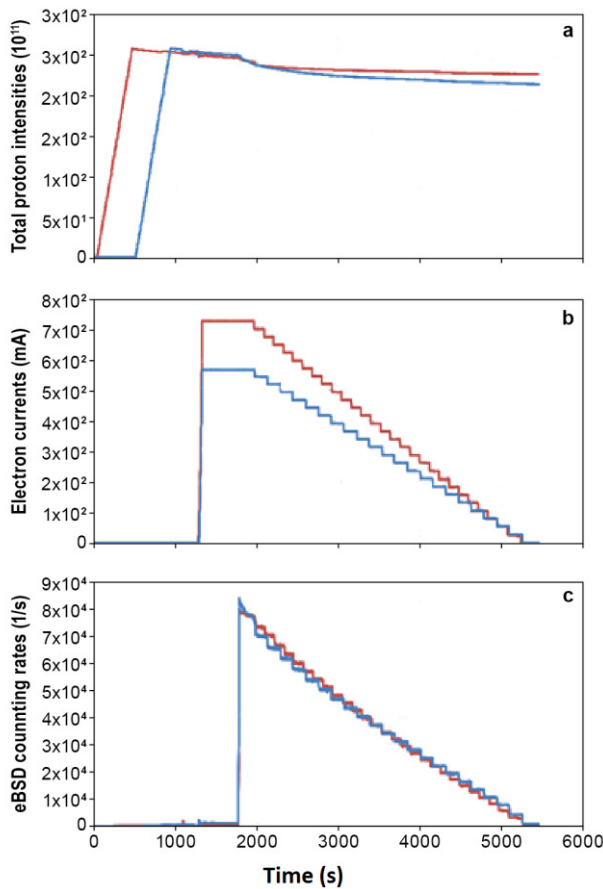 a
Total proton intensities (10¹¹)
3x10²
3x10²
2x10²
2x10²
1x10²
5x10¹
0
b
Electron currents (mA)
8x10²
7x10²
6x10²
5x10²
4x10²
3x10²
2x10²
1x10²
0
c
eBSD counnting rates (1/s)
9x10⁴
8x10⁴
7x10⁴
6x10⁴
5x10⁴
4x10⁴
3x10⁴
2x10⁴
1x10⁴
0
0 1000 2000 3000 4000 5000 6000
Time (s)